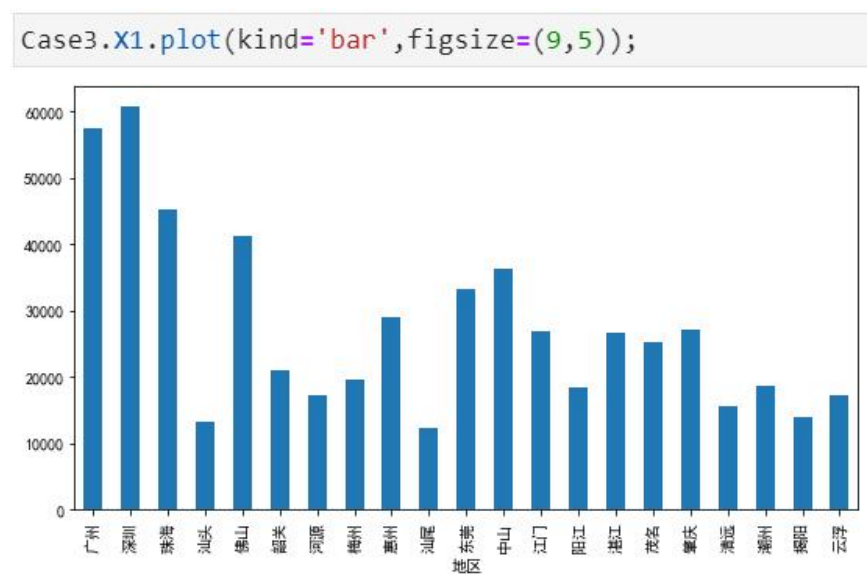 Case3.X1.plot(kind='bar',figsize=(9,5));
60000
50000
40000
30000
20000
10000
0
广州 深圳 珠海 汕头 佛山 韶关 河源 梅州 惠州 汕尾 东莞 中山 江门 阳江 湛江 茂名 肇庆 清远 潮州 揭阳 云浮
地区